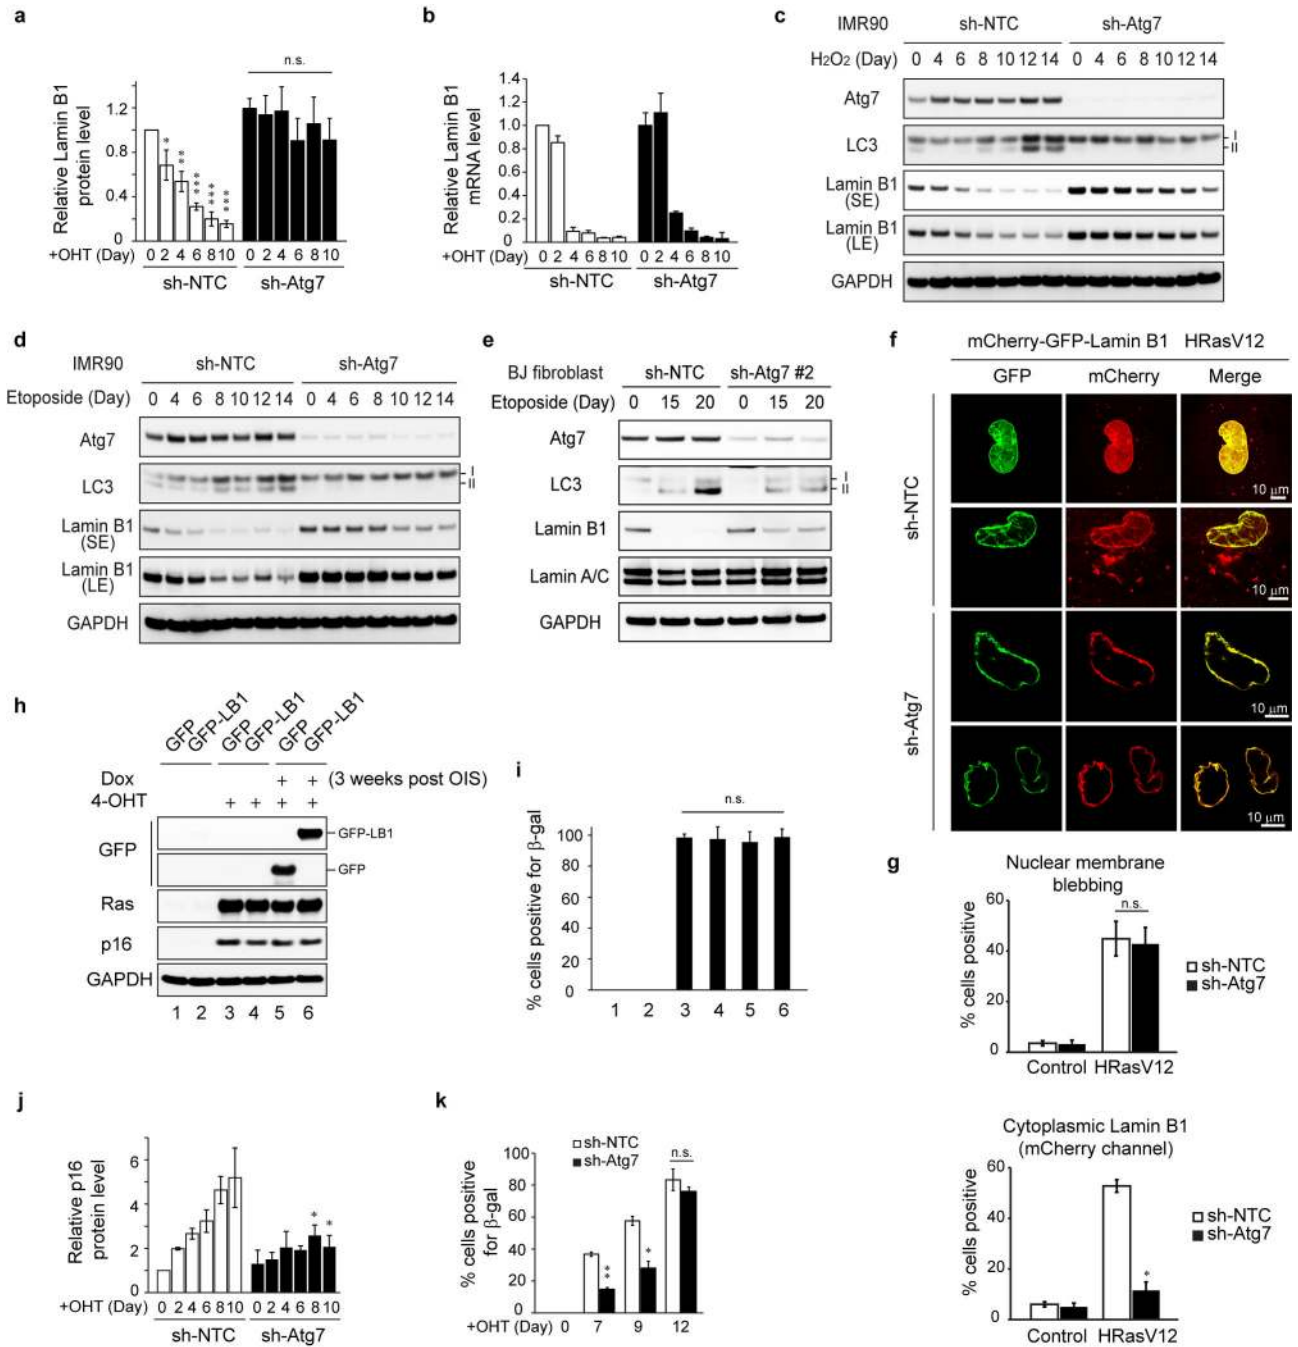 a
n.s.
Relative Lamin B1
protein level
1.2
0.8
0.4
0
*
**
***
***
***
+OHT (Day)
0 2 4 6 8 10 0 2 4 6 8 10
sh-NTC sh-Atg7
b
Relative Lamin B1
mRNA level
1.4
1.2
1.0
0.8
0.6
0.4
0.2
0
+OHT (Day)
0 2 4 6 8 10 0 2 4 6 8 10
sh-NTC sh-Atg7
c
IMR90 sh-NTC sh-Atg7
H2O2 (Day) 0 4 6 8 10 12 14 0 4 6 8 10 12 14
Atg7
LC3
I
II
Lamin B1
(SE)
Lamin B1
(LE)
GAPDH
d
IMR90 sh-NTC sh-Atg7
Etoposide (Day) 0 4 6 8 10 12 14 0 4 6 8 10 12 14
Atg7
LC3
I
II
Lamin B1
(SE)
Lamin B1
(LE)
GAPDH
e
BJ fibroblast sh-NTC sh-Atg7 #2
Etoposide (Day) 0 15 20 0 15 20
Atg7
LC3
I
II
Lamin B1
Lamin A/C
GAPDH
f
mCherry-GFP-Lamin B1 HRasV12
GFP mCherry Merge
sh-NTC
10 µm
10 µm
sh-Atg7
10 µm
10 µm
h
GFP GFP-LB1 GFP GFP-LB1 GFP GFP-LB1
Dox + + (3 weeks post OIS)
4-OHT + + + +
GFP
GFP-LB1
GFP
Ras
p16
GAPDH
1 2 3 4 5 6
i
n.s.
% cells positive for β-gal
100
80
60
40
20
0
1 2 3 4 5 6
g
Nuclear membrane
blebbing
% cells positive
60
40
20
0
n.s.
sh-NTC
sh-Atg7
Control HRasV12
Cytoplasmic Lamin B1
(mCherry channel)
% cells positive
60
40
20
0
*
sh-NTC
sh-Atg7
Control HRasV12
j
Relative p16
protein level
6
4
2
0
* *
+OHT (Day)
0 2 4 6 8 10 0 2 4 6 8 10
sh-NTC sh-Atg7
k
sh-NTC
sh-Atg7
n.s.
% cells positive
for β-gal
100
80
60
40
20
0
**
*
+OHT (Day) 0 7 9 12